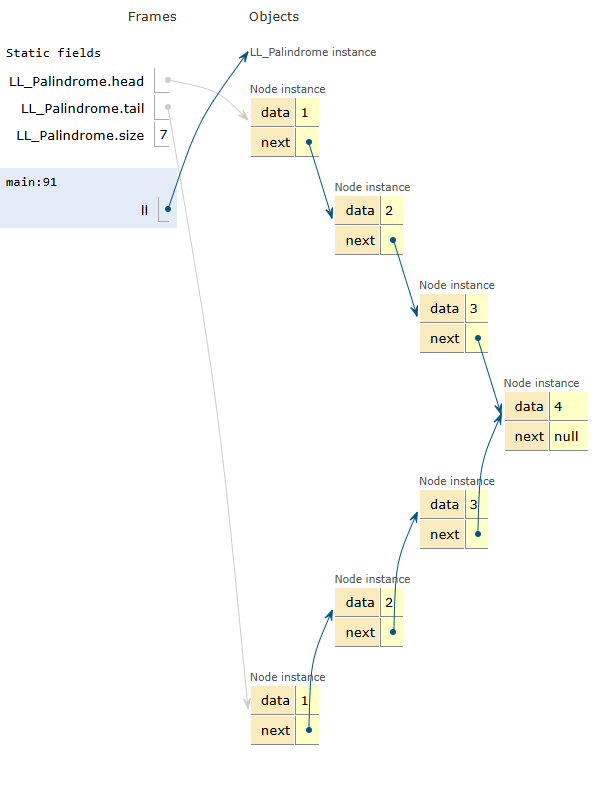 Frames Objects
Static fields
LL_Palindrome instance
LL_Palindrome.head
LL_Palindrome.tail
LL_Palindrome.size 7
main:91
ll
Node instance
data 1
next
Node instance
data 2
next
Node instance
data 3
next
Node instance
data 4
next null
Node instance
data 3
next
Node instance
data 2
next
Node instance
data 1
next